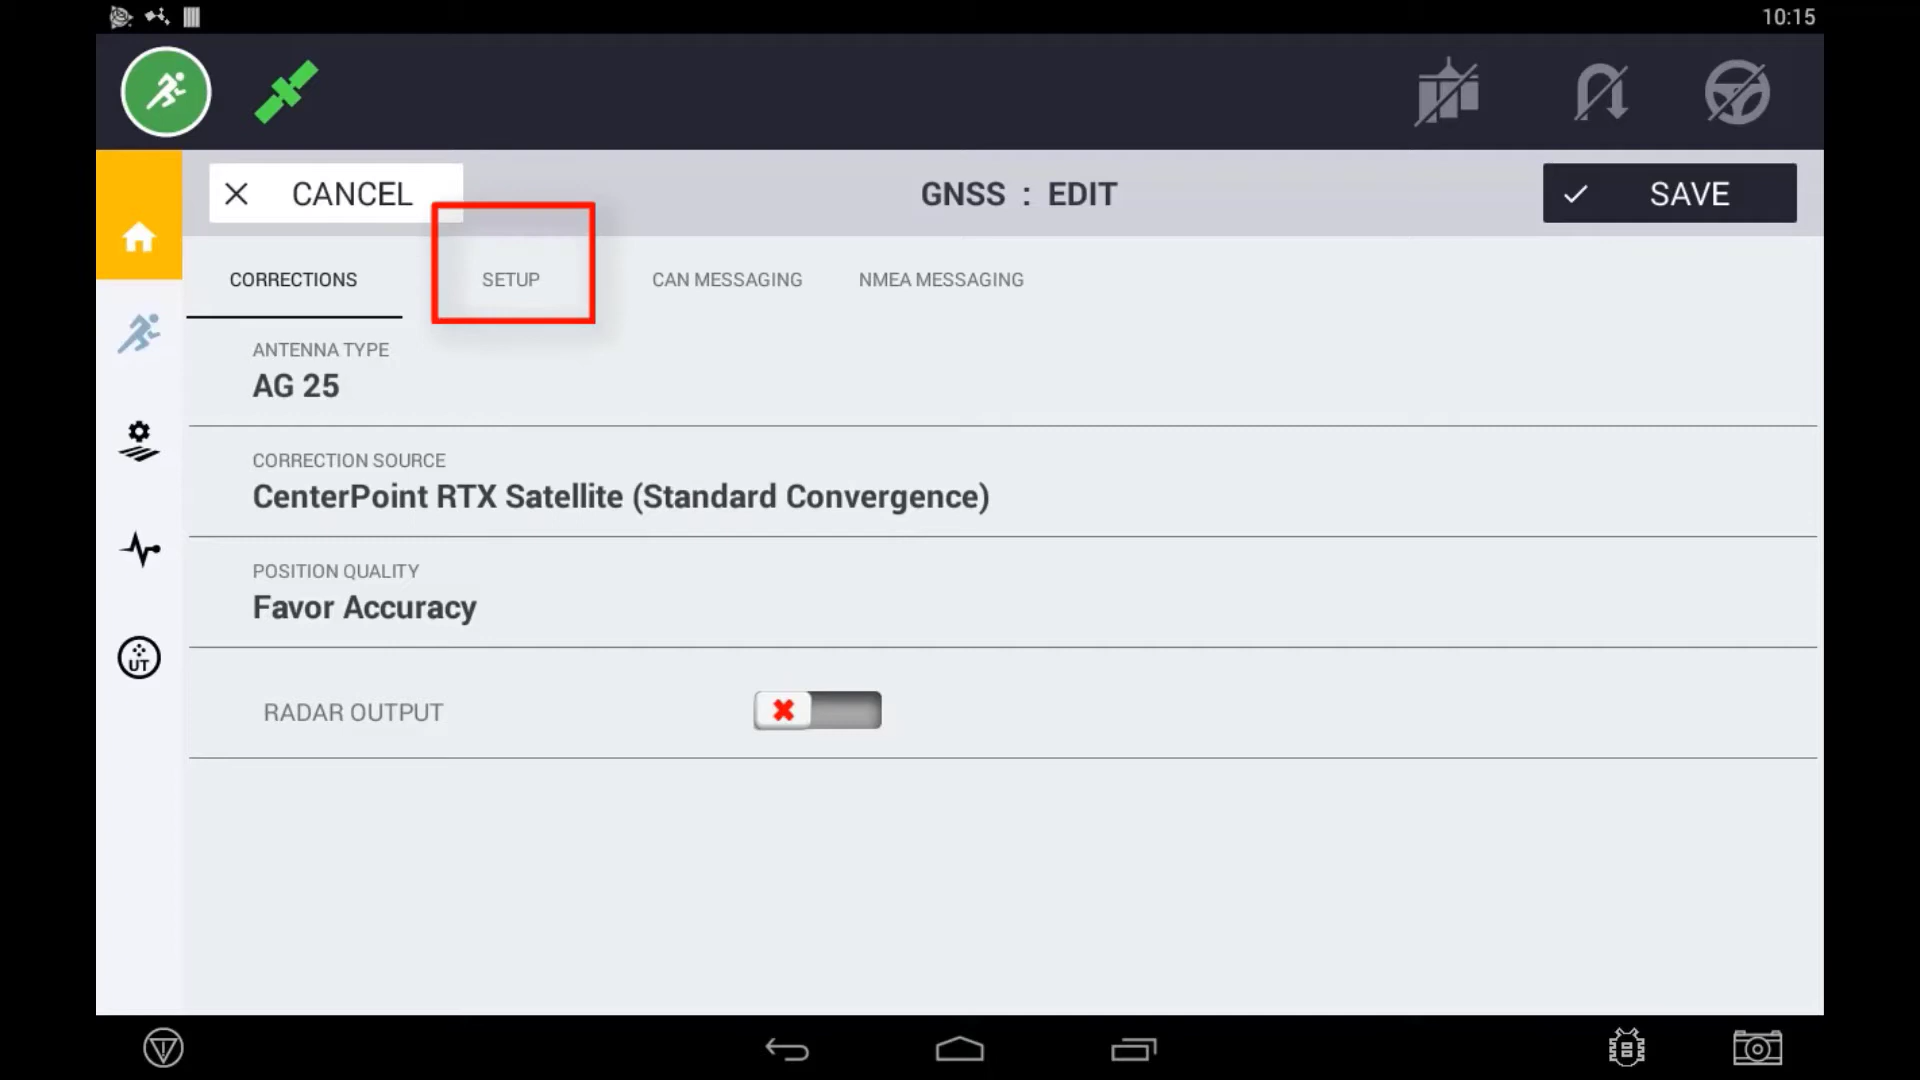 10:15
CANCEL
GNSS : EDIT
SAVE
CORRECTIONS
SETUP
CAN MESSAGING
NMEA MESSAGING
ANTENNA TYPE
AG 25
CORRECTION SOURCE
CenterPoint RTX Satellite (Standard Convergence)
POSITION QUALITY
Favor Accuracy
UT
RADAR OUTPUT